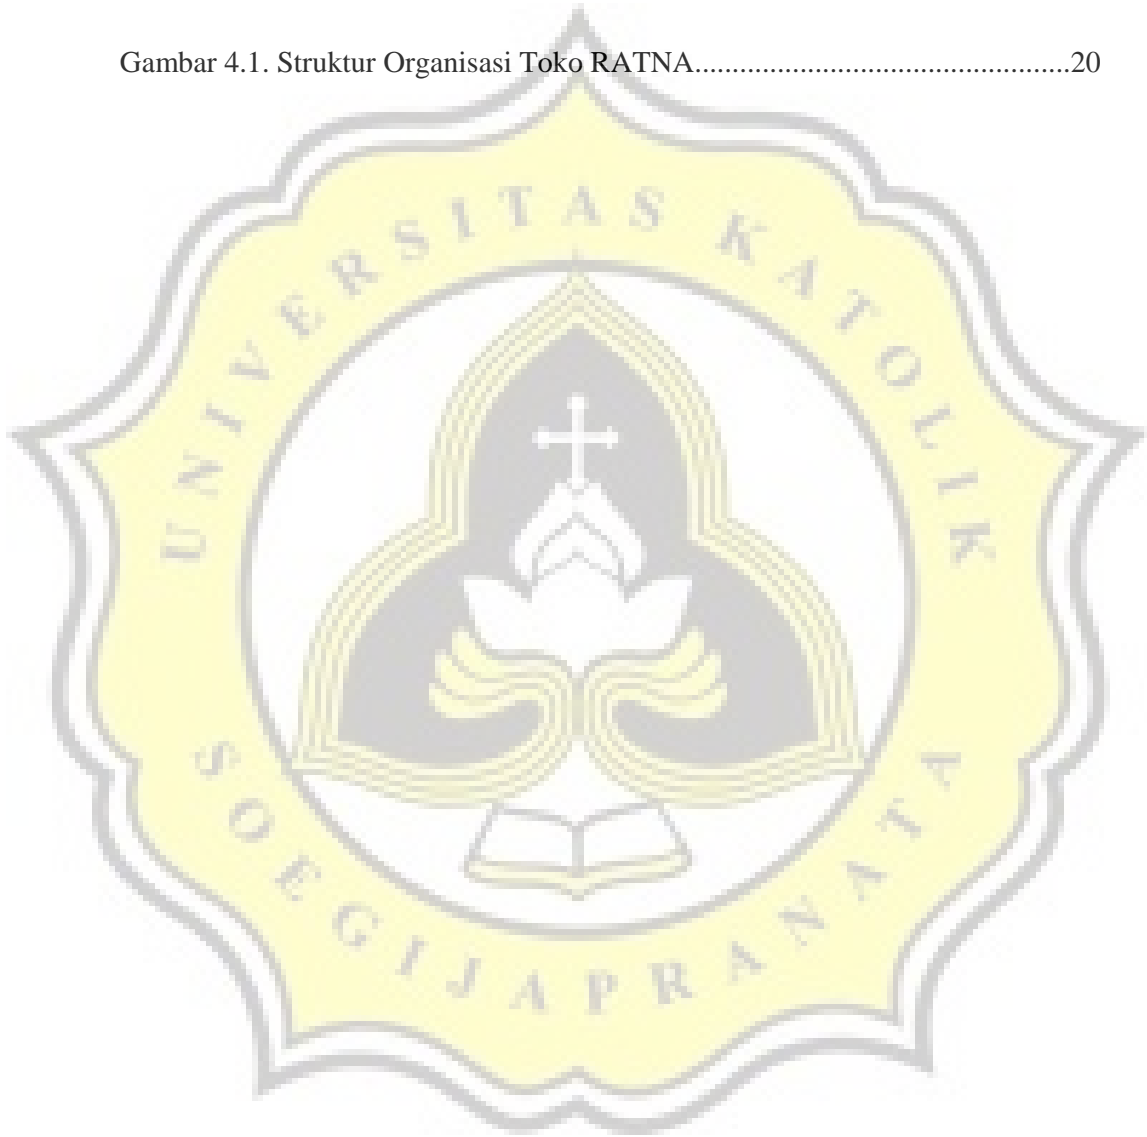 Gambar 4.1. Struktur Organisasi Toko RATNA..................................................20
UNIVERSITAS KATOLIK
SOEGIJAPRANATA